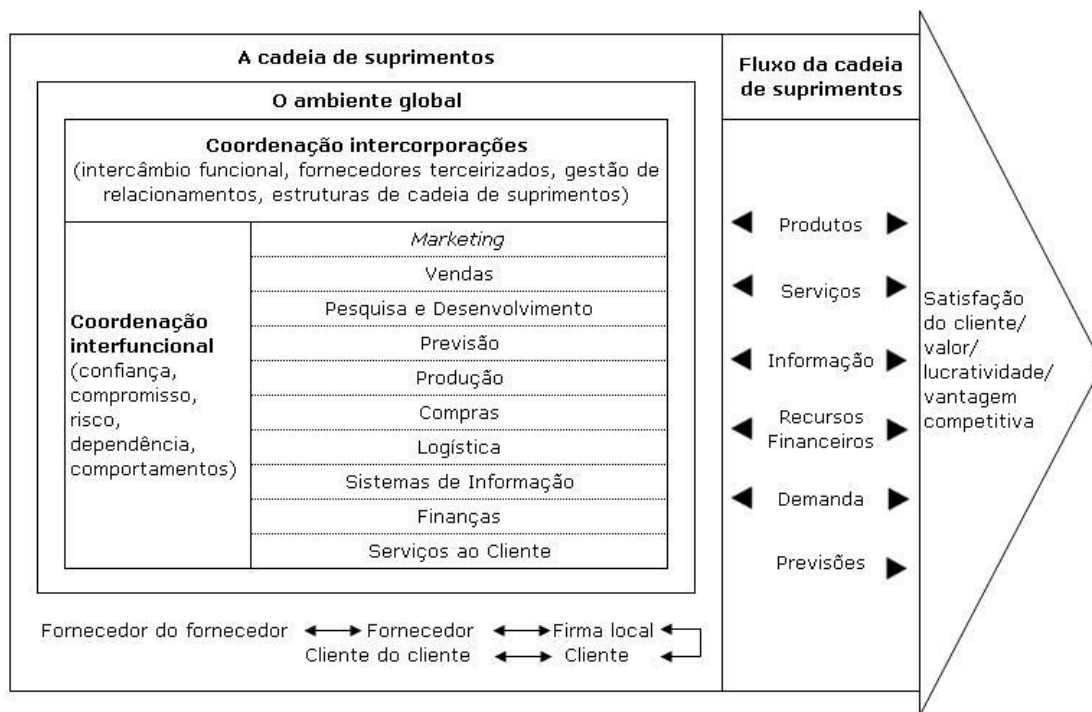 A cadeia de suprimentos
O ambiente global
Coordenação intercorporações
(intercâmbio funcional, fornecedores terceirizados, gestão de
relacionamentos, estruturas de cadeia de suprimentos)
Coordenação
interfuncional
(confiança,
compromisso,
risco,
dependência,
comportamentos)
Marketing
Vendas
Pesquisa e Desenvolvimento
Previsão
Produção
Compras
Logística
Sistemas de Informação
Finanças
Serviços ao Cliente
Fornecedor do fornecedor Fornecedor Firma local
Cliente do cliente Cliente
Fluxo da cadeia
de suprimentos
Produtos
Serviços
Informação
Recursos
Financeiros
Demanda
Previsões
Satisfação
do cliente/
valor/
lucratividade/
vantagem
competitiva